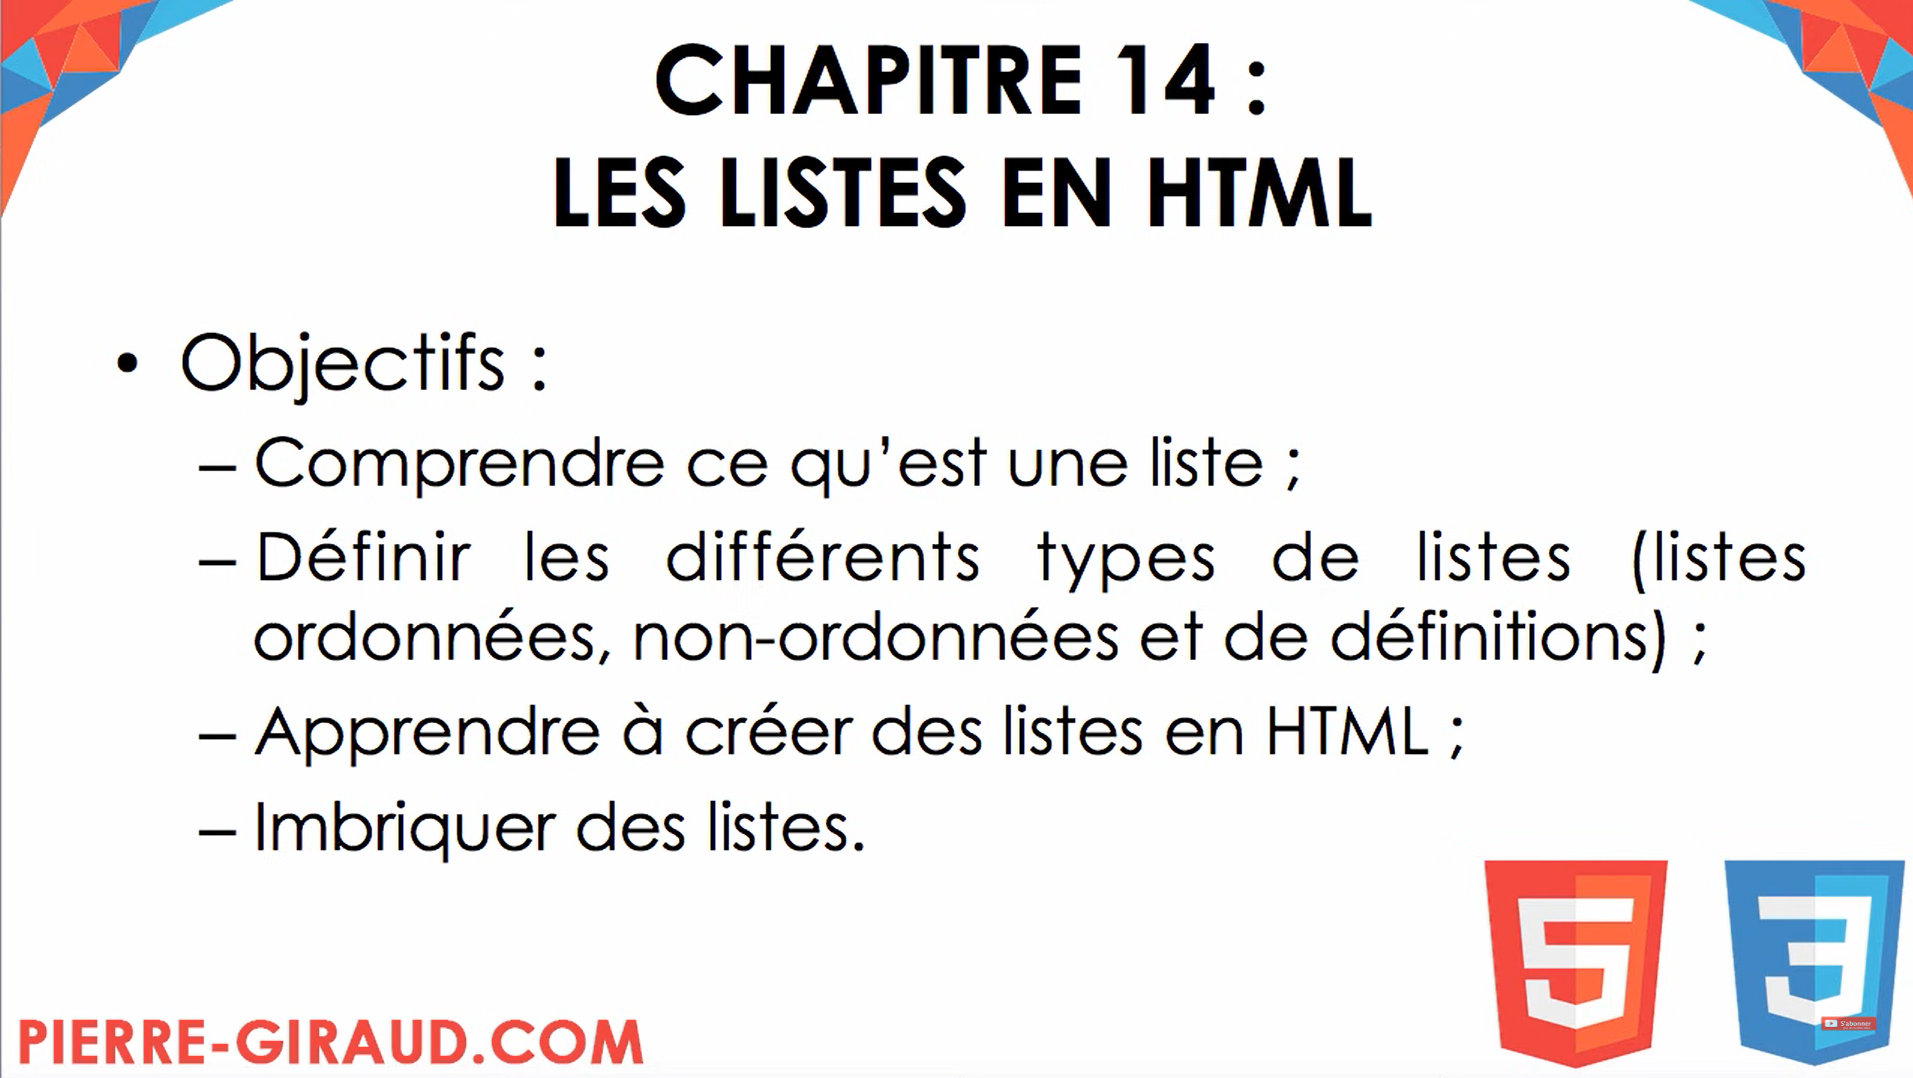 CHAPITRE 14 :
LES LISTES EN HTML
• Objectifs :
– Comprendre ce qu’est une liste ;
– Définir les différents types de listes (listes
ordonnées, non-ordonnées et de définitions) ;
– Apprendre à créer des listes en HTML ;
– Imbriquer des listes.
5 3
S'abonner
PIERRE-GIRAUD.COM